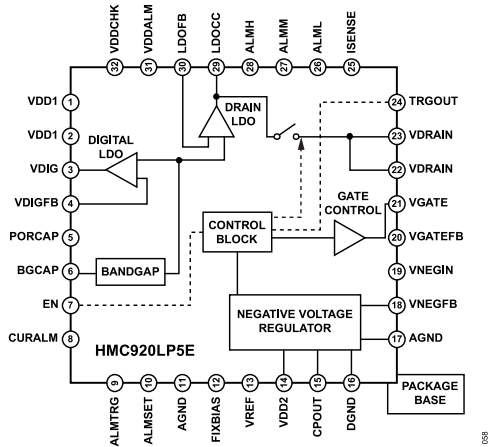 VDDCHK
VDDALM
LDOFB
LDOCC
ALMH
ALMM
ALML
ISENSE
32
31
30
29
28
27
26
25
VDD1 1
VDD1 2
VDIG 3
VDIGFB 4
PORCAP 5
BGCAP 6
EN 7
CURALM 8
DIGITAL
LDO
DRAIN
LDO
BANDGAP
CONTROL
BLOCK
GATE
CONTROL
NEGATIVE VOLTAGE
REGULATOR
HMC920LP5E
24 TRGOUT
23 VDRAIN
22 VDRAIN
21 VGATE
20 VGATEFB
19 VNEGIN
18 VNEGFB
17 AGND
PACKAGE
BASE
9
10
11
12
13
14
15
16
ALMTRG
ALMSET
AGND
FIXBIAS
VREF
VDD2
CPOUT
DGND
058